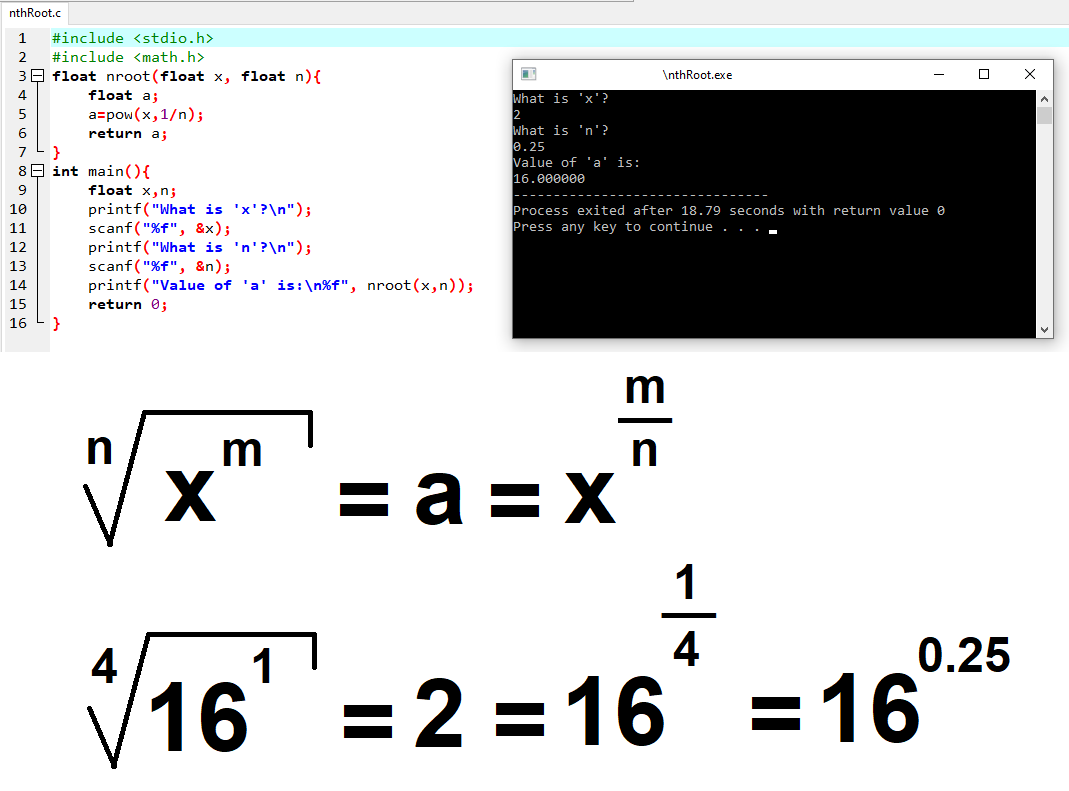 nthRoot.c
1 #include <stdio.h>
2 #include <math.h>
3 float nroot(float x, float n){
4 float a;
5 a=pow(x,1/n);
6 return a;
7 }
8 int main(){
9 float x,n;
10 printf("What is 'x'?\n");
11 scanf("%f", &x);
12 printf("What is 'n'?\n");
13 scanf("%f", &n);
14 printf("Value of 'a' is:\n%f", nroot(x,n));
15 return 0;
16 }
\nthRoot.exe
What is 'x'?
2
What is 'n'?
0.25
Value of 'a' is:
16.000000
--------------------------------
Process exited after 18.79 seconds with return value 0
Press any key to continue . . .
n√x^m = a = x^m/n
4√16^1 = 2 = 16^1/4 = 16^0.25